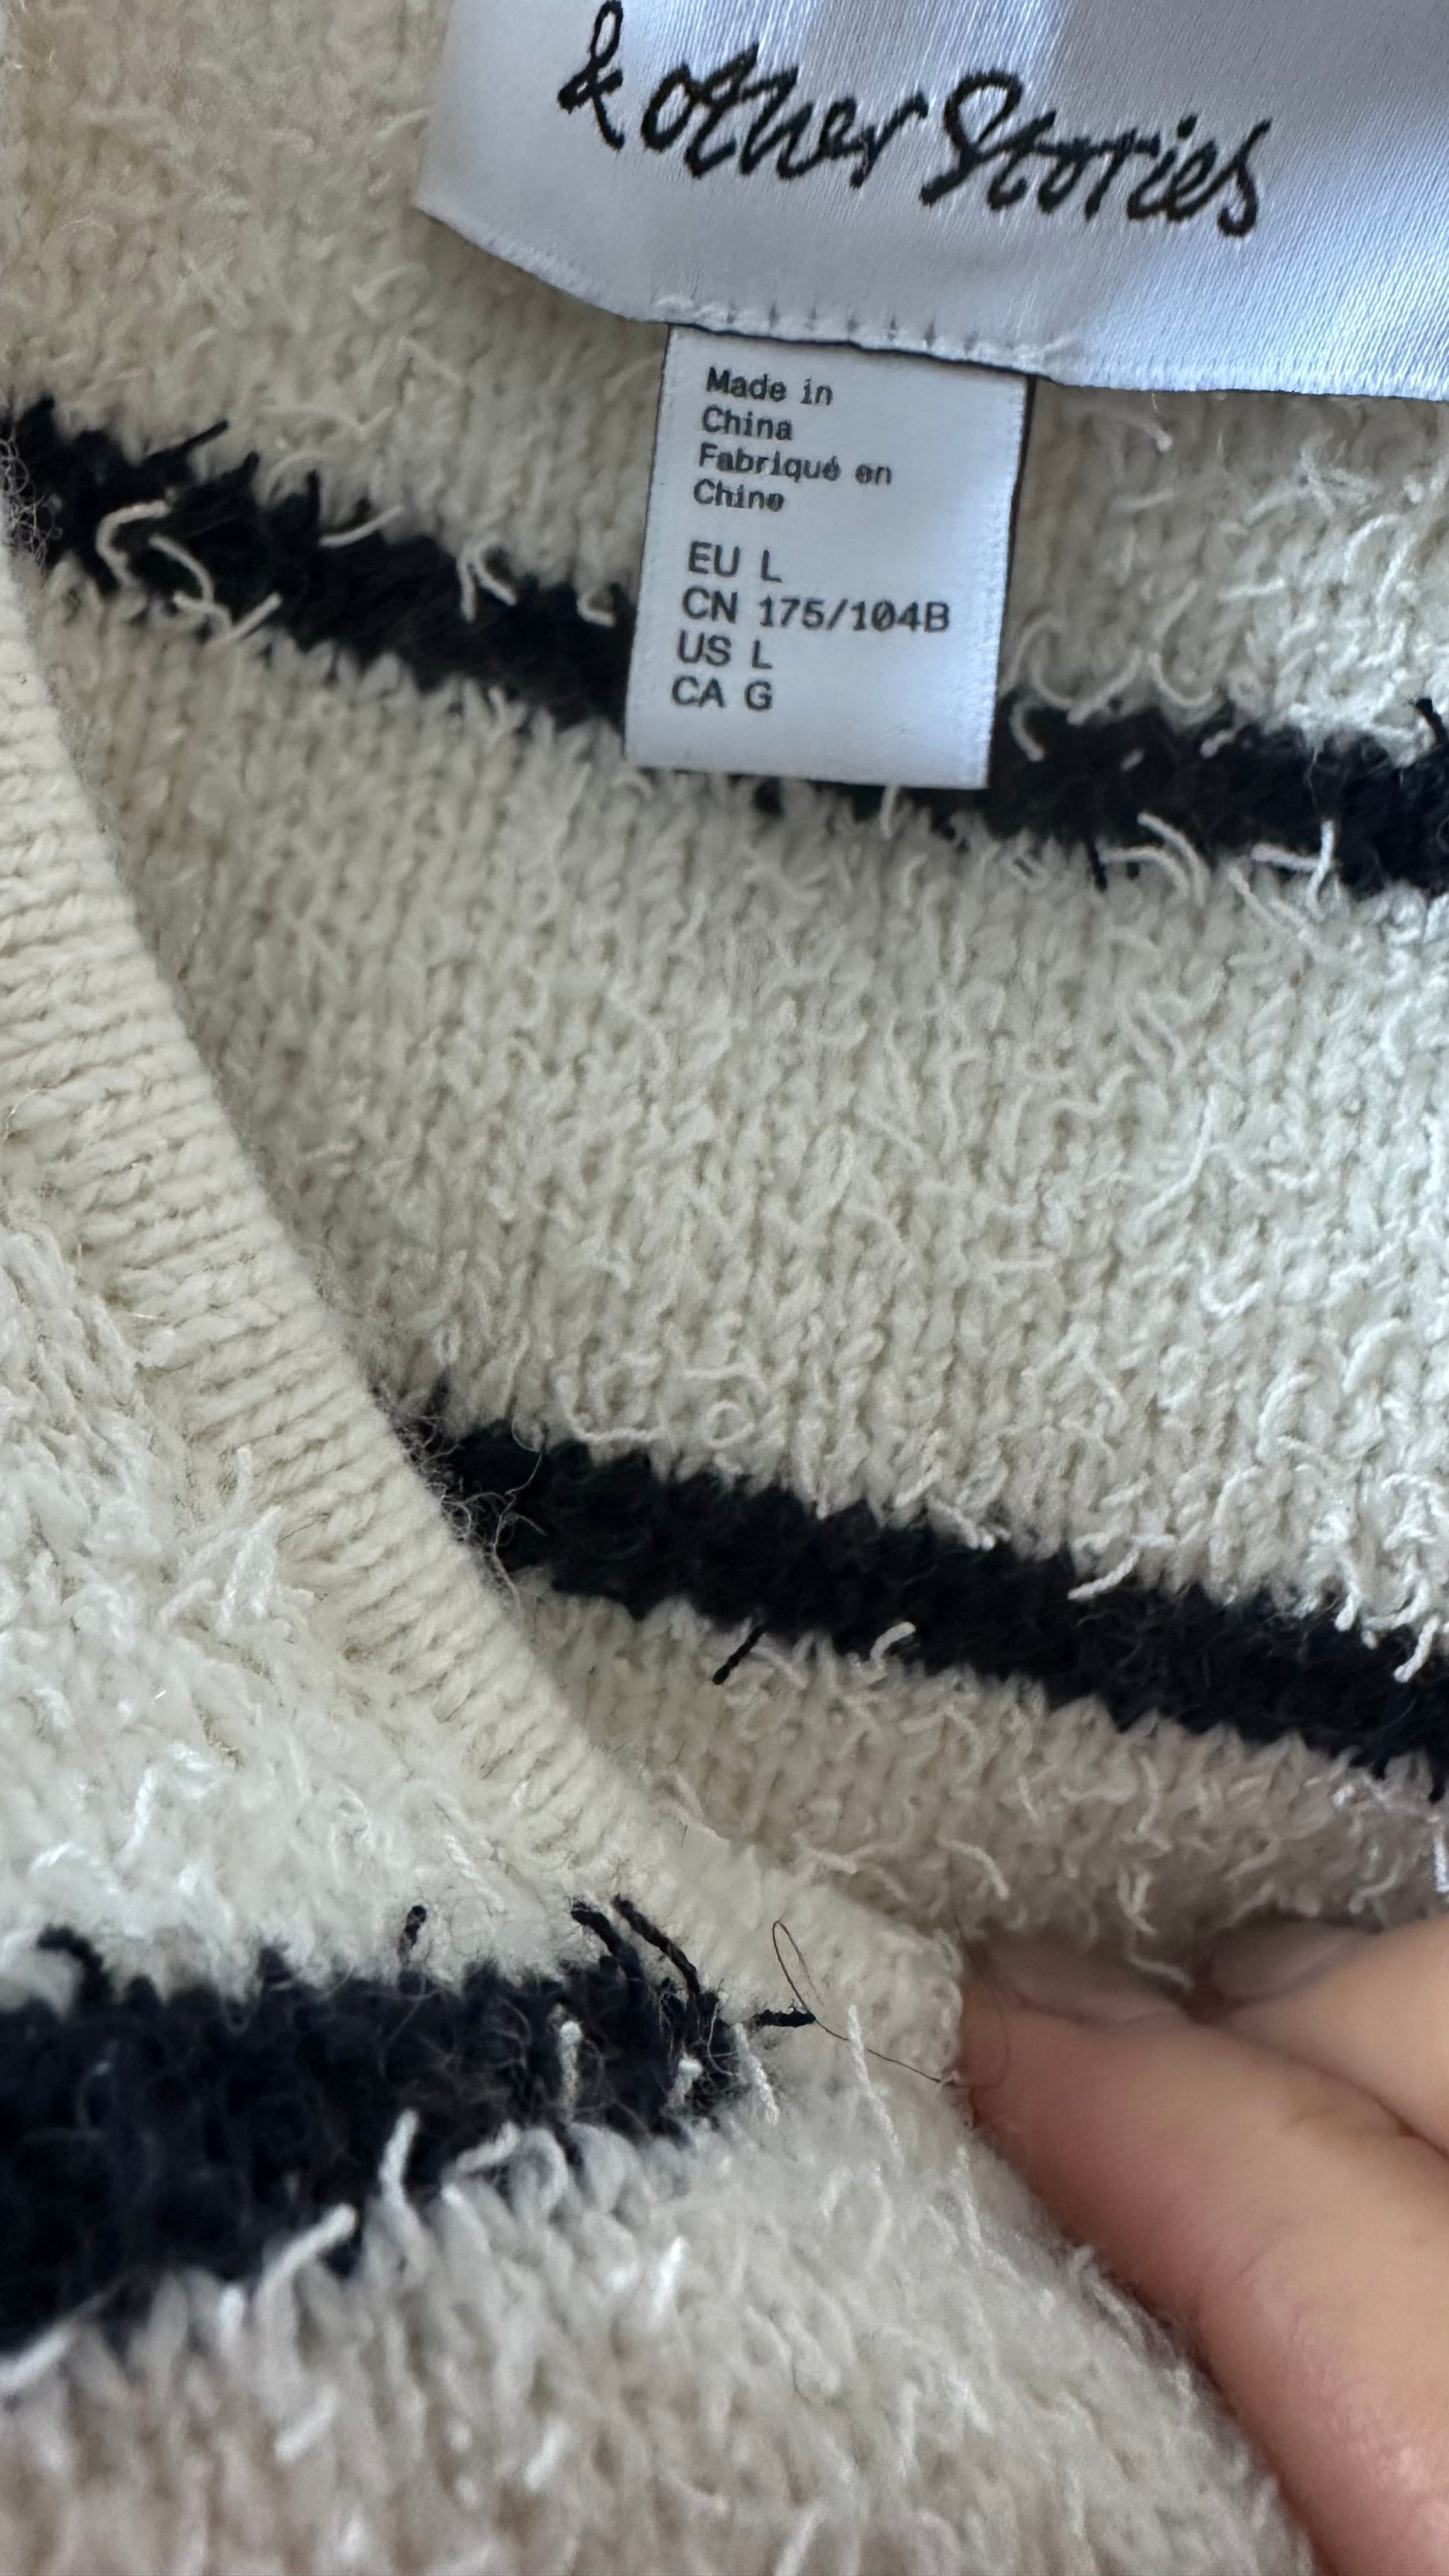 & other Stories
Made in
China
Fabriqué en
Chine
EU L
CN 175/104B
US L
CA G